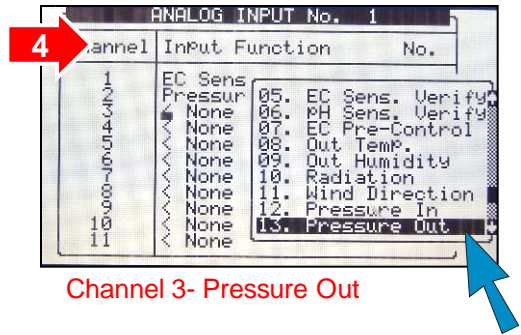 ANALOG INPUT No. 1
4
annel Input Function No.
1 EC Sens
2 Pressur
3 None
4 < None
5 < None
6 < None
7 < None
8 < None
9 < None
10 < None
11 < None
05. EC Sens. Verify
06. pH Sens. Verify
07. EC Pre-Control
08. Out Temp.
09. Out Humidity
10. Radiation
11. Wind Direction
12. Pressure In
13. Pressure Out
Channel 3- Pressure Out